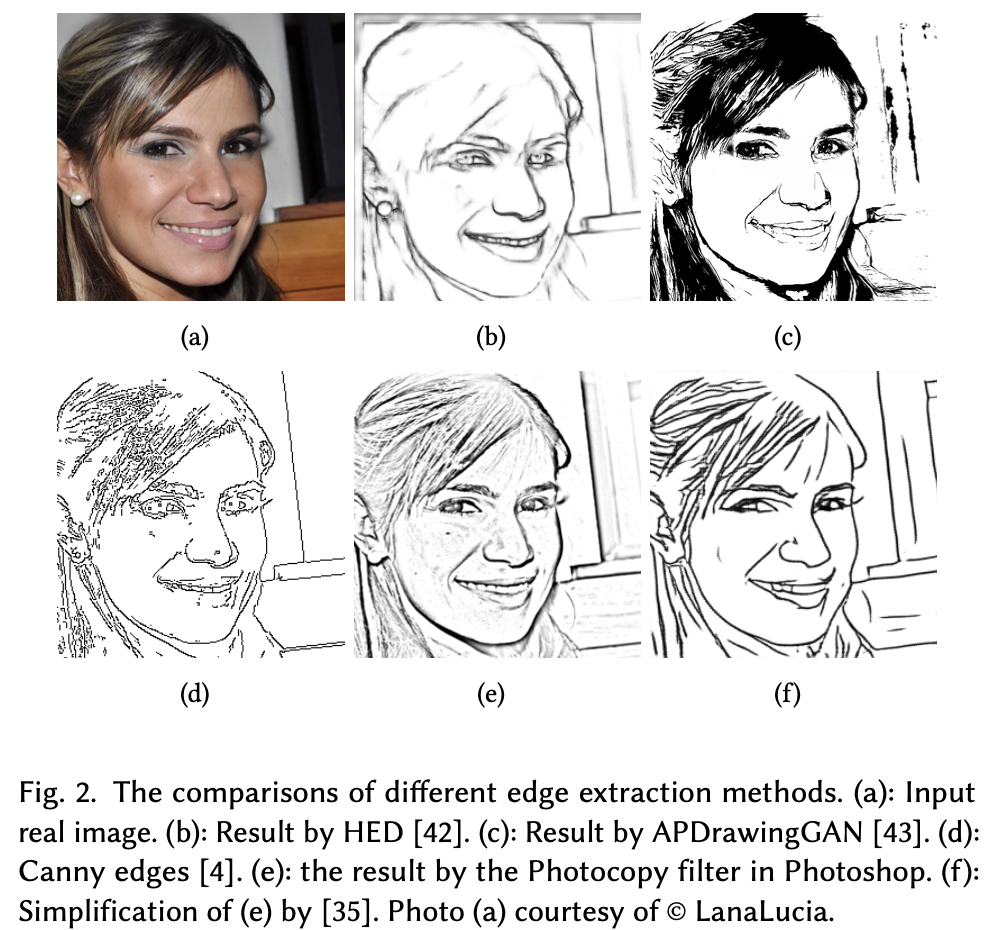 (a)
(b)
(c)
(d)
(e)
(f)
Fig. 2. The comparisons of different edge extraction methods. (a): Input
real image. (b): Result by HED [42]. (c): Result by APDrawingGAN [43]. (d):
Canny edges [4]. (e): the result by the Photocopy filter in Photoshop. (f):
Simplification of (e) by [35]. Photo (a) courtesy of © LanaLucia.